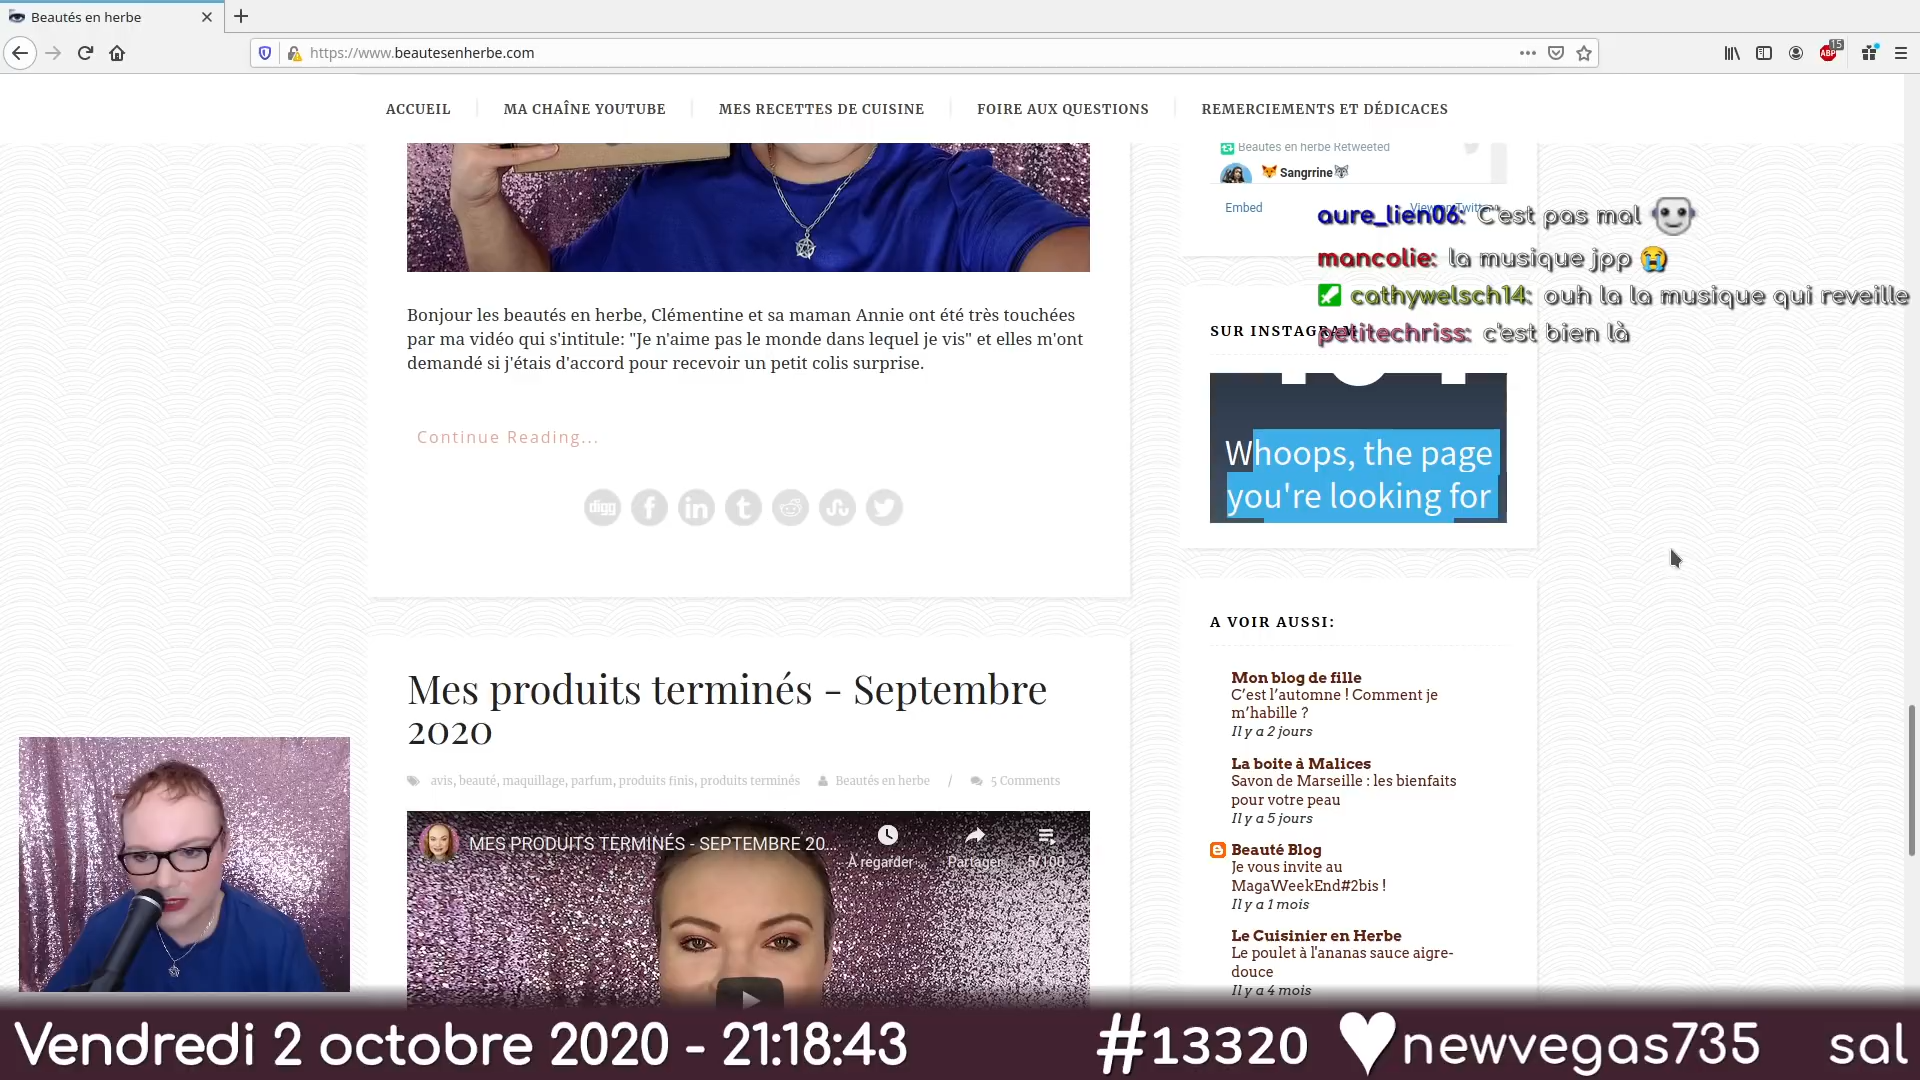 Beautés en herbe
https://www.beautesenherbe.com
15
ABP
ACCUEIL
MA CHAÎNE YOUTUBE
MES RECETTES DE CUISINE
FOIRE AUX QUESTIONS
REMERCIEMENTS ET DÉDICACES
Beautés en herbe Retweeted
🦊 Sangrrine🐺
Embed
View on Twitter
aure_lien06: C'est pas mal
mancolie: la musique jpp 😭
cathywelsch14: ouh la la musique qui reveille
petitechriss: c'est bien là
SUR INSTAGRAM
Whoops, the page
you're looking for
Bonjour les beautés en herbe, Clémentine et sa maman Annie ont été très touchées
par ma vidéo qui s'intitule: "Je n'aime pas le monde dans lequel je vis" et elles m'ont
demandé si j'étais d'accord pour recevoir un petit colis surprise.
Continue Reading...
digg
Mes produits terminés - Septembre
2020
avis, beauté, maquillage, parfum, produits finis, produits terminés
Beautés en herbe
/
5 Comments
MES PRODUITS TERMINÉS - SEPTEMBRE 20...
À regarder ...
Partager
5/100
A VOIR AUSSI:
Mon blog de fille
C’est l’automne ! Comment je
m’habille ?
Il y a 2 jours
La boite à Malices
Savon de Marseille : les bienfaits
pour votre peau
Il y a 5 jours
Beauté Blog
Je vous invite au
MagaWeekEnd#2bis !
Il y a 1 mois
Le Cuisinier en Herbe
Le poulet à l'ananas sauce aigre-
douce
Il y a 4 mois
Vendredi 2 octobre 2020 - 21:18:43
#13320
♥newvegas735
sal